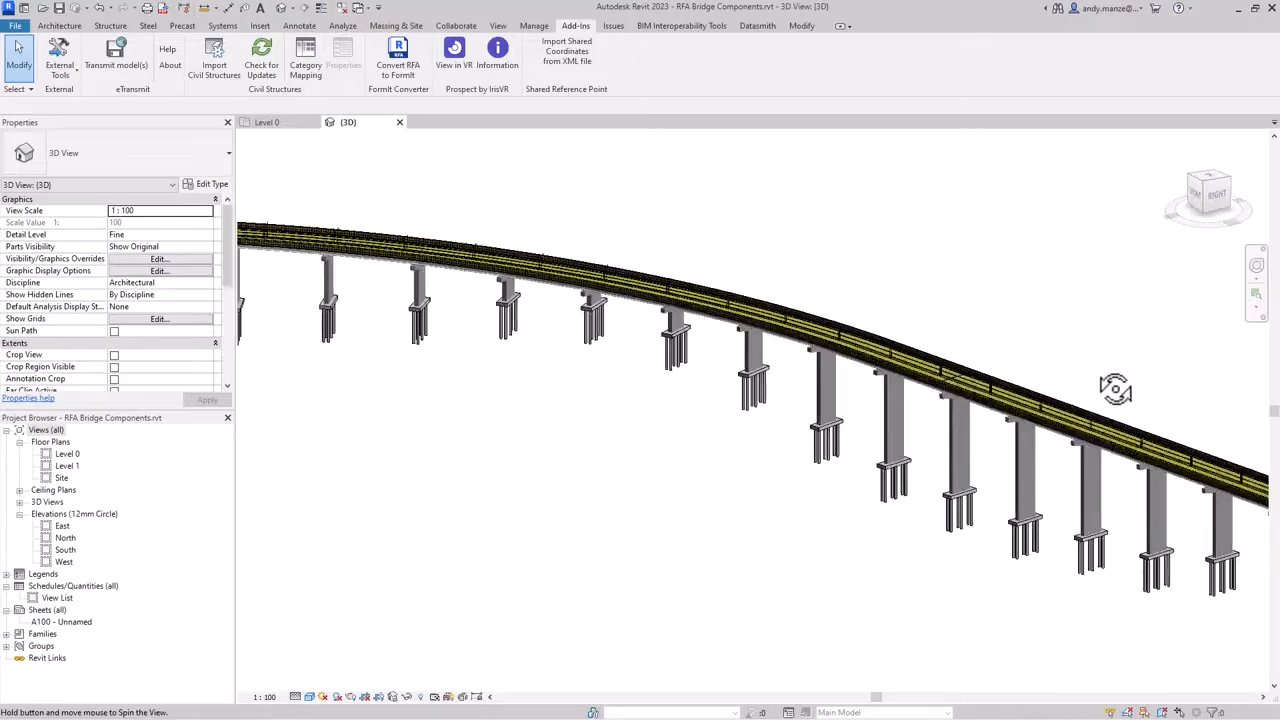 Autodesk Revit 2023 - RFA Bridge Components.rvt - 3D View: {3D}
andy.manze@...
File Architecture Structure Steel Precast Systems Insert Annotate Analyze Massing & Site Collaborate View Manage Add-Ins Issues BIM Interoperability Tools Datasmith Modify
Modify
External
Tools
Transmit model(s)
Help
About
Import
Civil Structures
Check for
Updates
Category
Mapping
Properties
Convert RFA
to FormIt
View in VR
Information
Import Shared
Coordinates
from XML file
Select External eTransmit Civil Structures FormIt Converter Prospect by IrisVR Shared Reference Point
Properties
Level 0
{3D}
3D View
3D View: {3D}
Edit Type
Graphics
View Scale 1 : 100
Scale Value 1: 100
Detail Level Fine
Parts Visibility Show Original
Visibility/Graphics Overrides Edit...
Graphic Display Options Edit...
Discipline Architectural
Show Hidden Lines By Discipline
Default Analysis Display St... None
Show Grids Edit...
Sun Path
Extents
Crop View
Crop Region Visible
Annotation Crop
Far Clip Active
Properties help
Apply
Project Browser - RFA Bridge Components.rvt
Views (all)
Floor Plans
Level 0
Level 1
Site
Ceiling Plans
3D Views
Elevations (12mm Circle)
East
North
South
West
Legends
Schedules/Quantities (all)
View List
Sheets (all)
A100 - Unnamed
Families
Groups
Revit Links
RIGHT
1 : 100
Hold button and move mouse to Spin the View.
:0
Main Model
:0